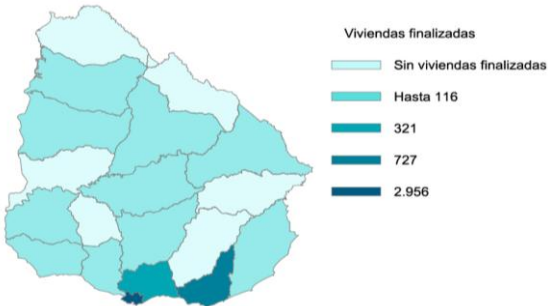 Viviendas finalizadas
Sin viviendas finalizadas
Hasta 116
321
727
2.956